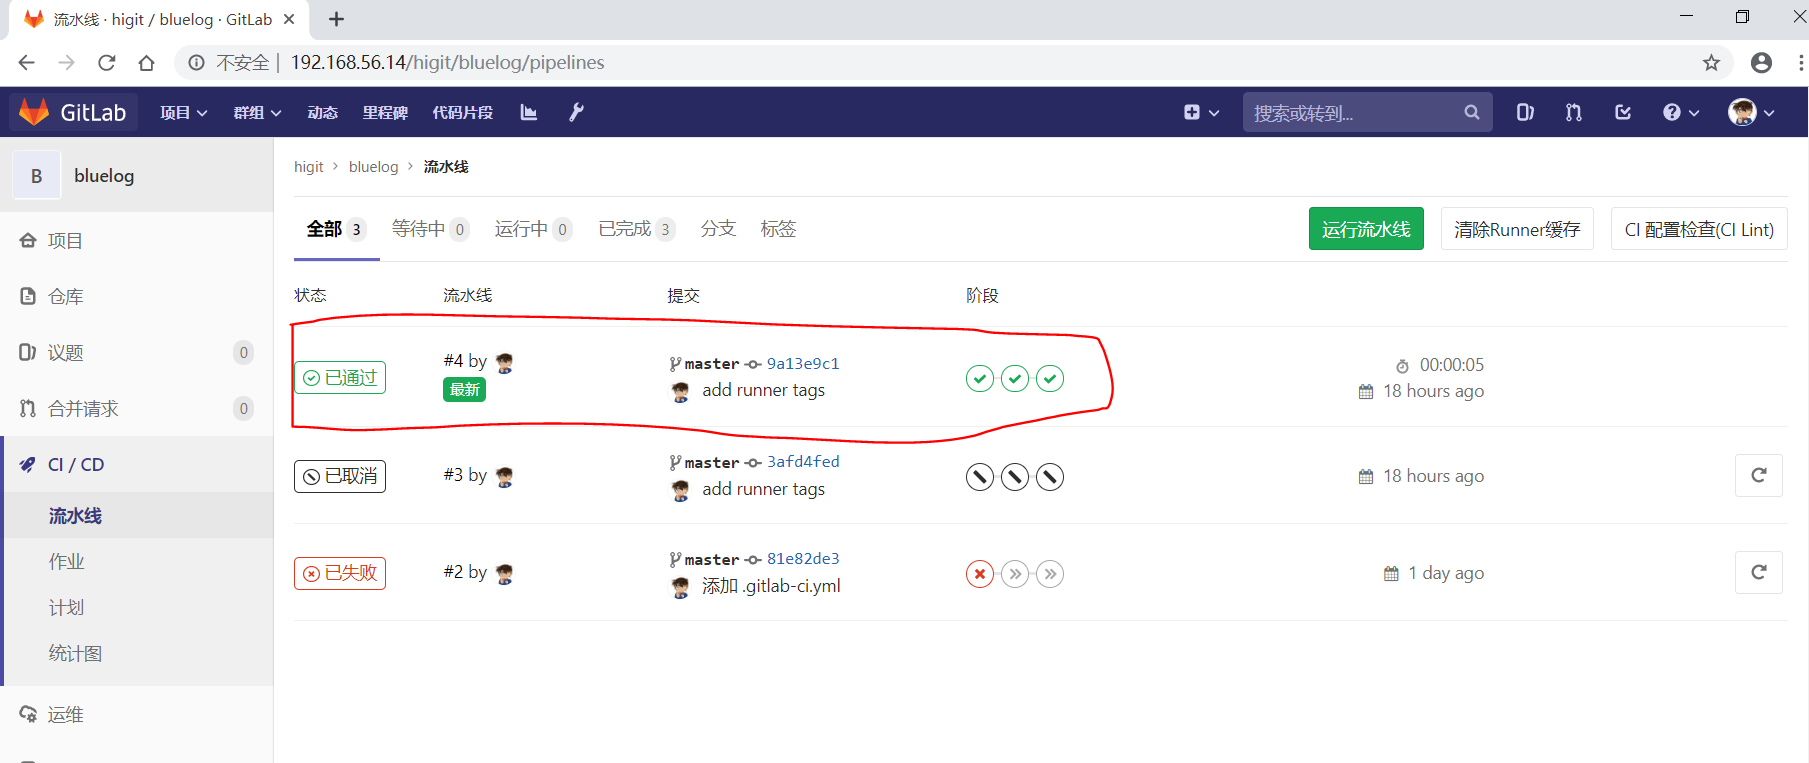 流水线 · higit / bluelog · GitLab
不安全 | 192.168.56.14/higit/bluelog/pipelines
GitLab 项目 群组 动态 里程碑 代码片段 搜索或转到...
B bluelog
higit > bluelog > 流水线
全部 3 等待中 0 运行中 0 已完成 3 分支 标签 运行流水线 清除Runner缓存 CI 配置检查(CI Lint)
项目
仓库
议题 0
合并请求 0
CI / CD
流水线
作业
计划
统计图
运维
状态 流水线 提交 阶段
已通过 #4 by 最新 master 9a13e9c1 00:00:05
add runner tags 18 hours ago
已取消 #3 by master 3afd4fed 18 hours ago
add runner tags
已失败 #2 by master 81e82de3 1 day ago
添加 .gitlab-ci.yml